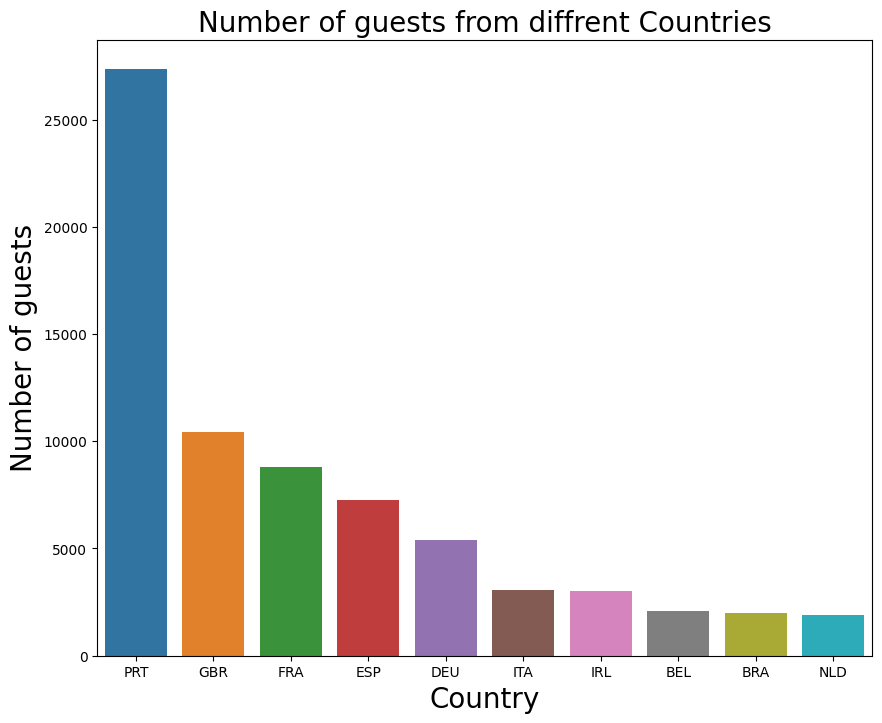 Number of guests from diffrent Countries
Number of guests
25000
20000
15000
10000
5000
0
PRT GBR FRA ESP DEU ITA IRL BEL BRA NLD
Country